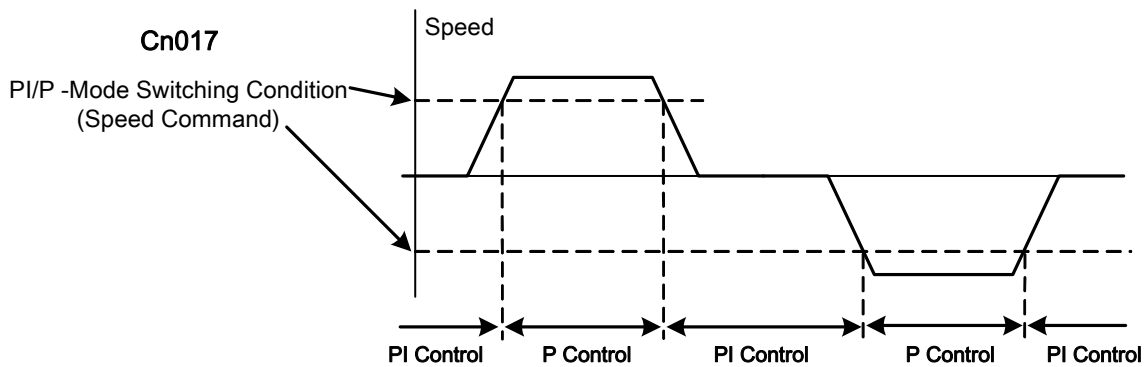 Cn017
Speed
PI/P -Mode Switching Condition
(Speed Command)
PI Control
P Control
PI Control
P Control
PI Control